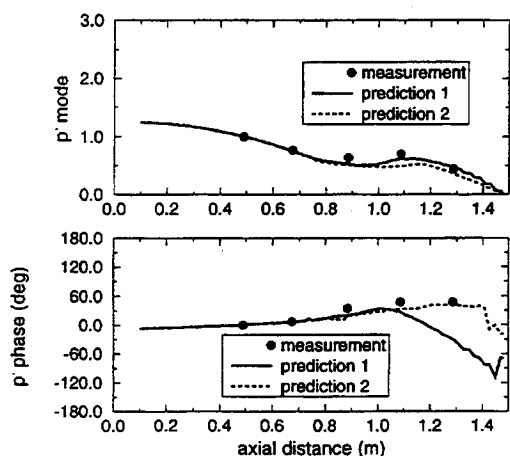 3.0
2.0
1.0
0.0
p' mode
measurement
prediction 1
prediction 2
0.0 0.2 0.4 0.6 0.8 1.0 1.2 1.4
180.0
120.0
60.0
0.0
-60.0
-120.0
-180.0
p' phase (deg)
measurement
prediction 1
prediction 2
0.0 0.2 0.4 0.6 0.8 1.0 1.2 1.4
axial distance (m)